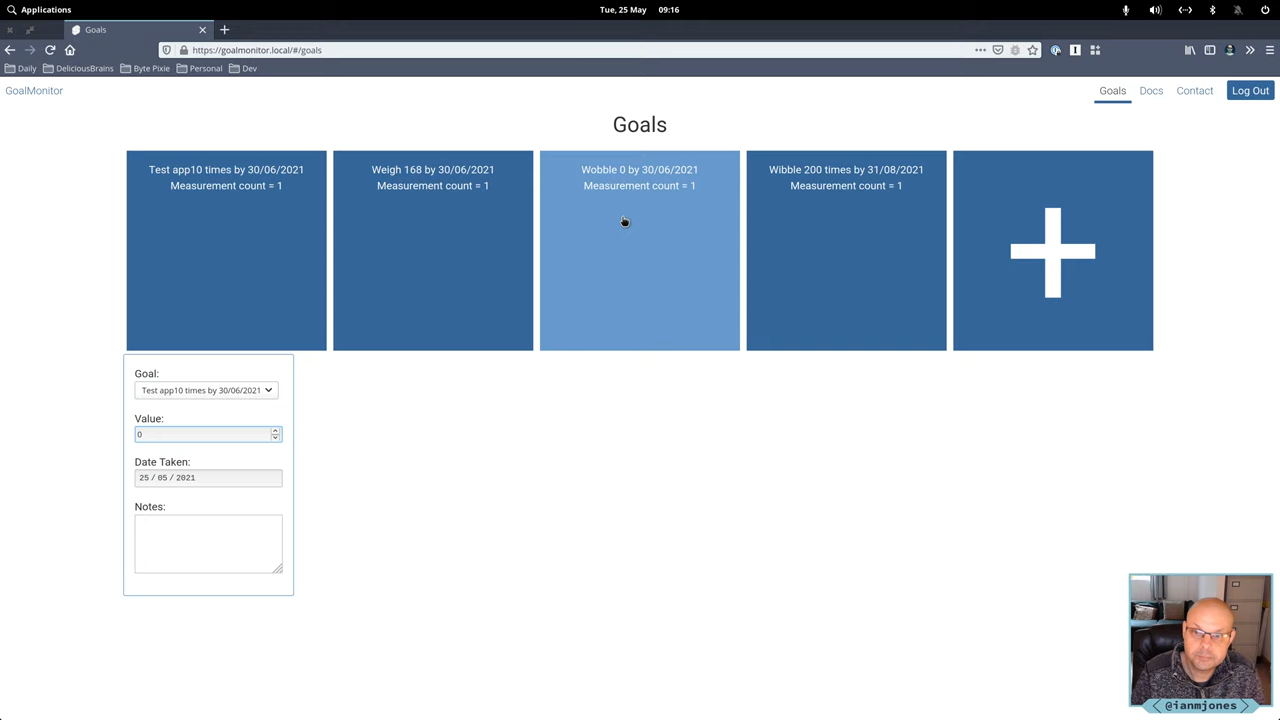 Applications
Tue, 25 May 09:16
Goals
https://goalmonitor.local/#/goals
Daily
DeliciousBrains
Byte Pixie
Personal
Dev
GoalMonitor
Goals
Docs
Contact
Log Out
Goals
Test app10 times by 30/06/2021
Measurement count = 1
Weigh 168 by 30/06/2021
Measurement count = 1
Wobble 0 by 30/06/2021
Measurement count = 1
Wibble 200 times by 31/08/2021
Measurement count = 1
Goal:
Test app10 times by 30/06/2021
Value:
0
Date Taken:
25 / 05 / 2021
Notes:
@ianmjones